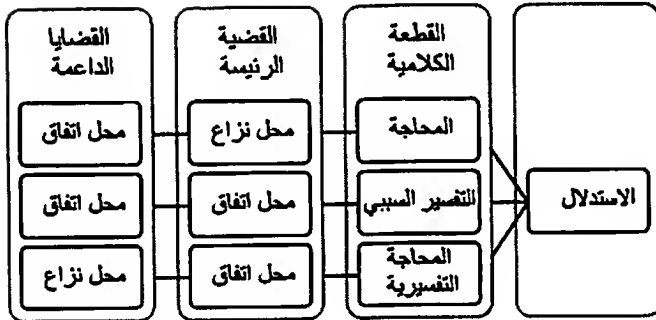 القطعة
الكلامية
القضية
الرئيسة
القضايا
الداعمة
الاستدلال
المحاجة
محل نزاع
محل اتفاق
التفسير السببي
محل اتفاق
محل اتفاق
المحاجة
التفسيرية
محل اتفاق
محل نزاع